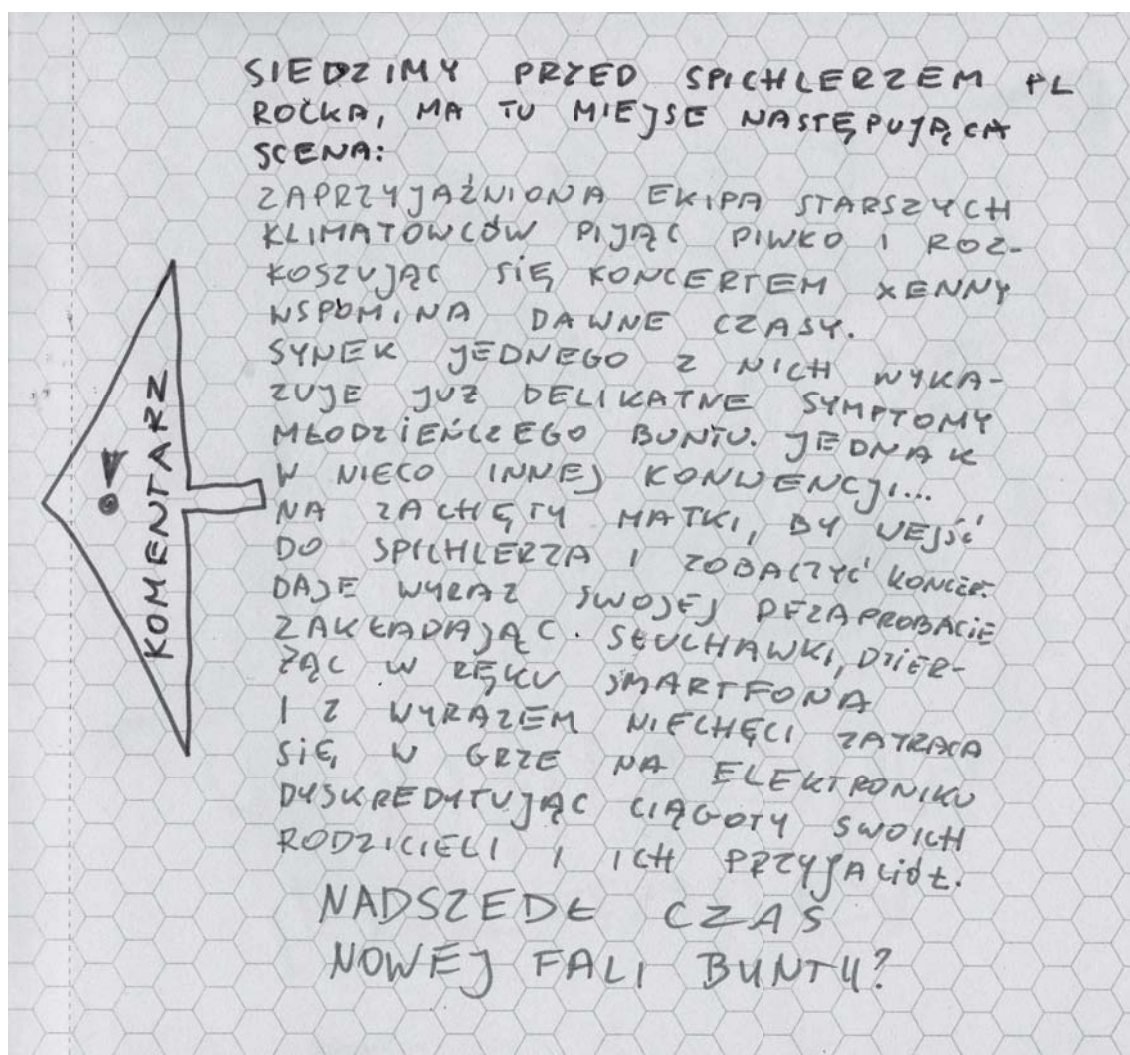 SIEDZIMY PRZED SPICHLERZEM PL
ROCKA, MA TU MIEJSE NASTĘPUJĄCA
SCENA:
ZAPRZYJAŹNIONA EKIPA STARSZYCH
KLIMATOWCÓW PIJĄC PIWKO I ROZ-
KOSZUJĄC SIĘ KONCERTEM XENNY
WSPOMINA DAWNE CZASY.
SYNEK JEDNEGO Z NICH WYKA-
ZUJE JUZ DELIKATNE SYMPTOMY
MŁODZIEŃCZEGO BUNTU. JEDNAK
W NIECO INNEJ KONWENCJI...
NA ZACHĘTY MATKI, BY WEJŚĆ
DO SPICHLERZA I ZOBACZYĆ KONCERT
DAJE WYRAZ SWOJEJ DEZAPROBACIE
ZAKŁADAJĄC SŁUCHAWKI, DZIER-
ŻĄC W RĘKU SMARTFONA
I Z WYRAZEM NIECHĘCI ZATRACA
SIĘ W GRZE NA ELEKTRONIKU
DYSKREDYTUJĄC CIĄGOTY SWOICH
RODZICIELI I ICH PRZYJACIÓŁ.
NADSZEDŁ CZAS
NOWEJ FALI BUNTU?
KOMENTARZ!